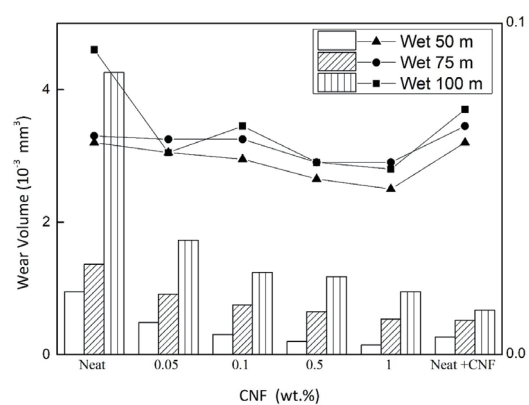 0.1
Wet 50 m
Wet 75 m
Wet 100 m
4
2
0
0.0
Wear Volume (10⁻³ mm³)
Neat 0.05 0.1 0.5 1 Neat +CNF
CNF (wt.%)